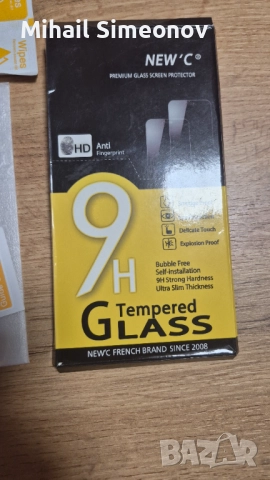 Mihail Simeonov
Wipes
NEW'C®
PREMIUM GLASS SCREEN PROTECTOR
HD
Anti
Fingerprint
9H
Delicate Touch
Explosion Proof
Bubble Free
Self-Installation
9H Strong Hardness
Ultra Slim Thickness
Tempered
GLASS
NEW'C FRENCH BRAND SINCE 2008
bazar